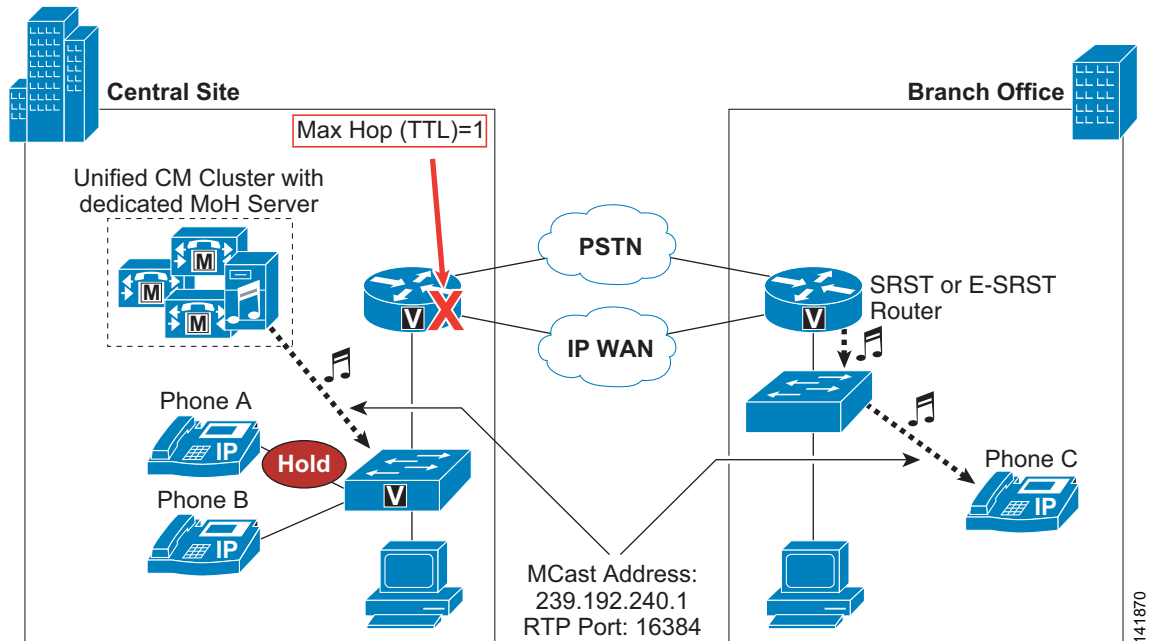 Central Site
Branch Office
Max Hop (TTL)=1
Unified CM Cluster with
dedicated MoH Server
M
M
M
PSTN
IP WAN
V
SRST or E-SRST
Router
V
Phone A
IP
Hold
Phone B
IP
V
Phone C
IP
MCast Address:
239.192.240.1
RTP Port: 16384
141870